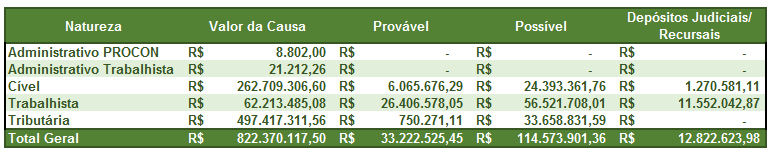 Natureza Valor da Causa Provável Possível Depósitos Judiciais/ Recursais
Administrativo PROCON R$ 8.802,00 R$ - R$ - R$ -
Administrativo Trabalhista R$ 21.212,26 R$ - R$ - R$ -
Cível R$ 262.709.306,60 R$ 6.065.676,29 R$ 24.393.361,76 R$ 1.270.581,11
Trabalhista R$ 62.213.485,08 R$ 26.406.578,05 R$ 56.521.708,01 R$ 11.552.042,87
Tributária R$ 497.417.311,56 R$ 750.271,11 R$ 33.658.831,59 R$ -
Total Geral R$ 822.370.117,50 R$ 33.222.525,45 R$ 114.573.901,36 R$ 12.822.623,98